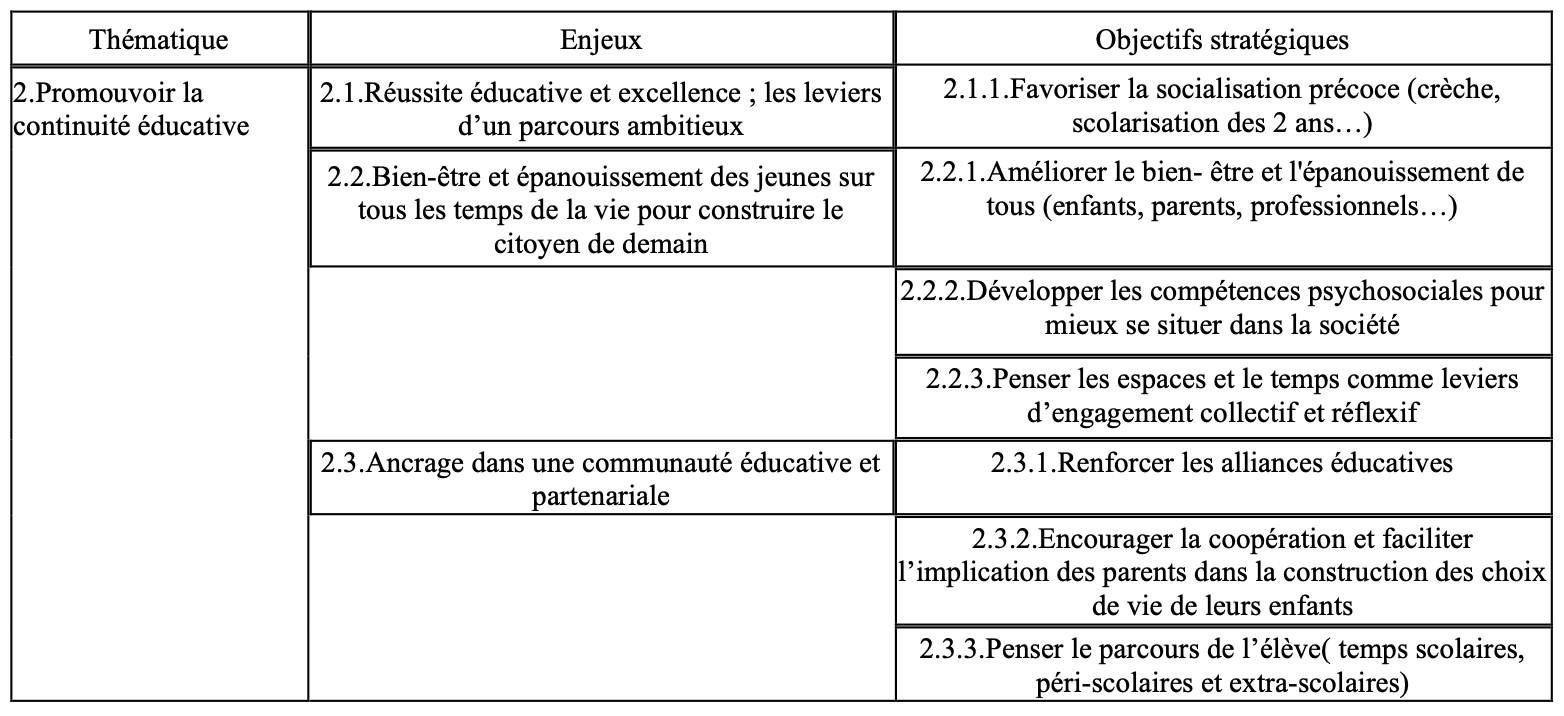 Thématique
Enjeux
Objectifs stratégiques
2.Promouvoir la
continuité éducative
2.1.Réussite éducative et excellence ; les leviers
d’un parcours ambitieux
2.1.1.Favoriser la socialisation précoce (crèche,
scolarisation des 2 ans…)
2.2.Bien-être et épanouissement des jeunes sur
tous les temps de la vie pour construire le
citoyen de demain
2.2.1.Améliorer le bien- être et l'épanouissement de
tous (enfants, parents, professionnels…)
2.2.2.Développer les compétences psychosociales pour
mieux se situer dans la société
2.2.3.Penser les espaces et le temps comme leviers
d’engagement collectif et réflexif
2.3.Ancrage dans une communauté éducative et
partenariale
2.3.1.Renforcer les alliances éducatives
2.3.2.Encourager la coopération et faciliter
l’implication des parents dans la construction des choix
de vie de leurs enfants
2.3.3.Penser le parcours de l’élève( temps scolaires,
péri-scolaires et extra-scolaires)